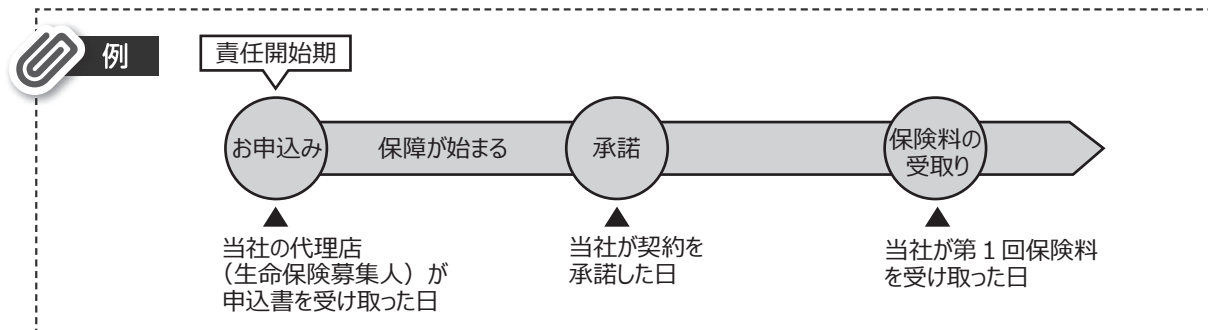 例
責任開始期
お申込み
保障が始まる
承諾
保険料の
受取り
当社の代理店
（生命保険募集人）が
申込書を受け取った日
当社が契約を
承諾した日
当社が第１回保険料
を受け取った日